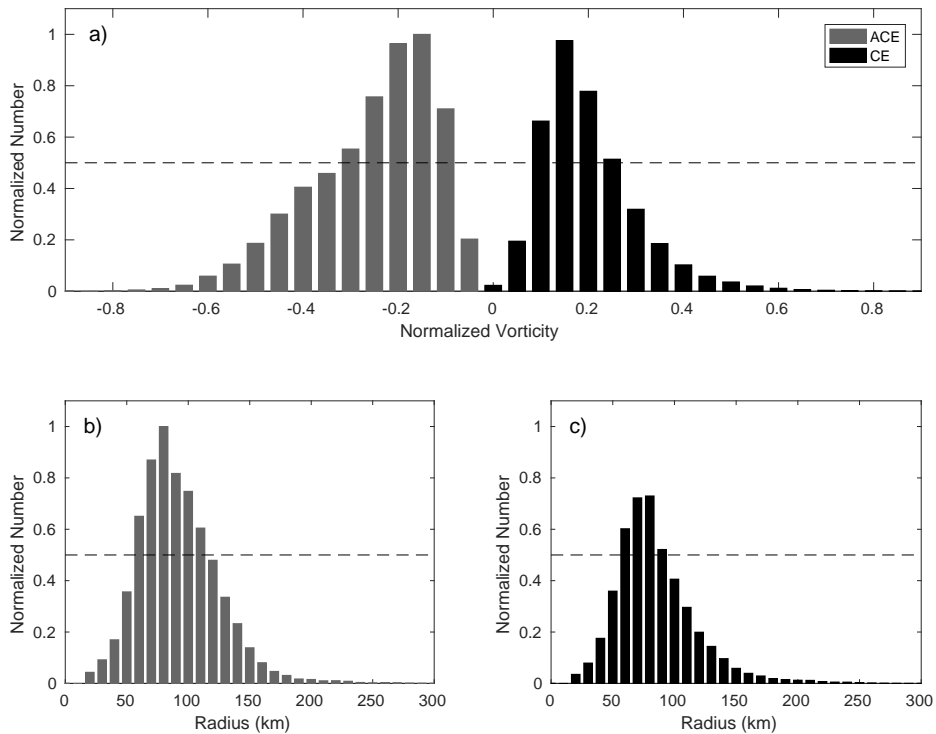 a)
ACE
CE
Normalized Number
1
0.8
0.6
0.4
0.2
0
-0.8 -0.6 -0.4 -0.2 0 0.2 0.4 0.6 0.8
Normalized Vorticity
b)
Normalized Number
1
0.8
0.6
0.4
0.2
0
0 50 100 150 200 250 300
Radius (km)
c)
Normalized Number
1
0.8
0.6
0.4
0.2
0
0 50 100 150 200 250 300
Radius (km)